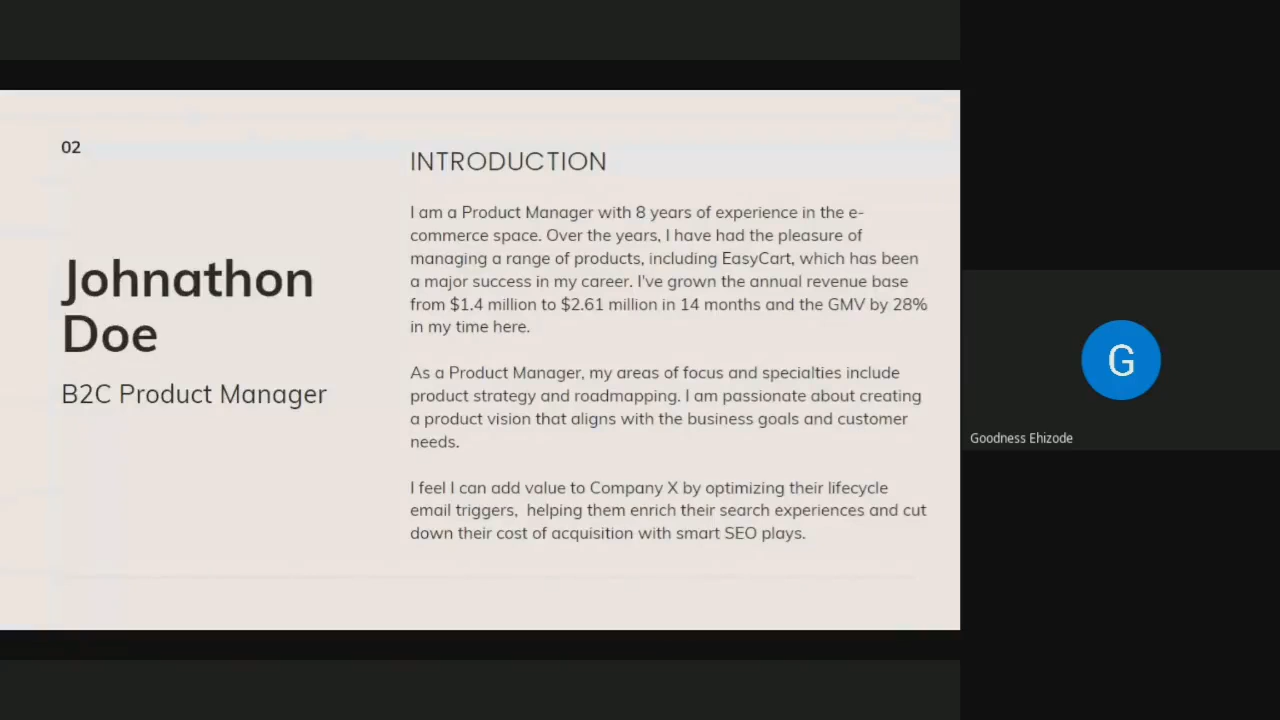 02
Johnathon
Doe
B2C Product Manager
INTRODUCTION
I am a Product Manager with 8 years of experience in the e-
commerce space. Over the years, I have had the pleasure of
managing a range of products, including EasyCart, which has been
a major success in my career. I've grown the annual revenue base
from $1.4 million to $2.61 million in 14 months and the GMV by 28%
in my time here.
As a Product Manager, my areas of focus and specialties include
product strategy and roadmapping. I am passionate about creating
a product vision that aligns with the business goals and customer
needs.
I feel I can add value to Company X by optimizing their lifecycle
email triggers,  helping them enrich their search experiences and cut
down their cost of acquisition with smart SEO plays.
G
Goodness Ehizode